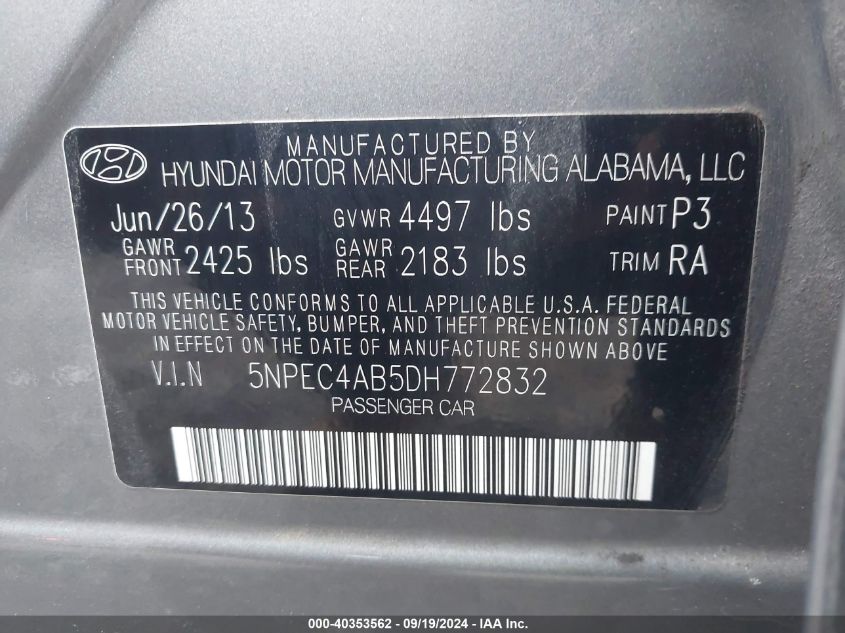 MANUFACTURED BY
HYUNDAI MOTOR MANUFACTURING ALABAMA, LLC
Jun/26/13 GVWR 4497 lbs PAINT P3
GAWR FRONT 2425 lbs GAWR REAR 2183 lbs TRIM RA
THIS VEHICLE CONFORMS TO ALL APPLICABLE U.S.A. FEDERAL
MOTOR VEHICLE SAFETY, BUMPER, AND THEFT PREVENTION STANDARDS
IN EFFECT ON THE DATE OF MANUFACTURE SHOWN ABOVE
V.I.N 5NPEC4AB5DH772832
PASSENGER CAR
000-40353562 - 09/19/2024 - IAA Inc.